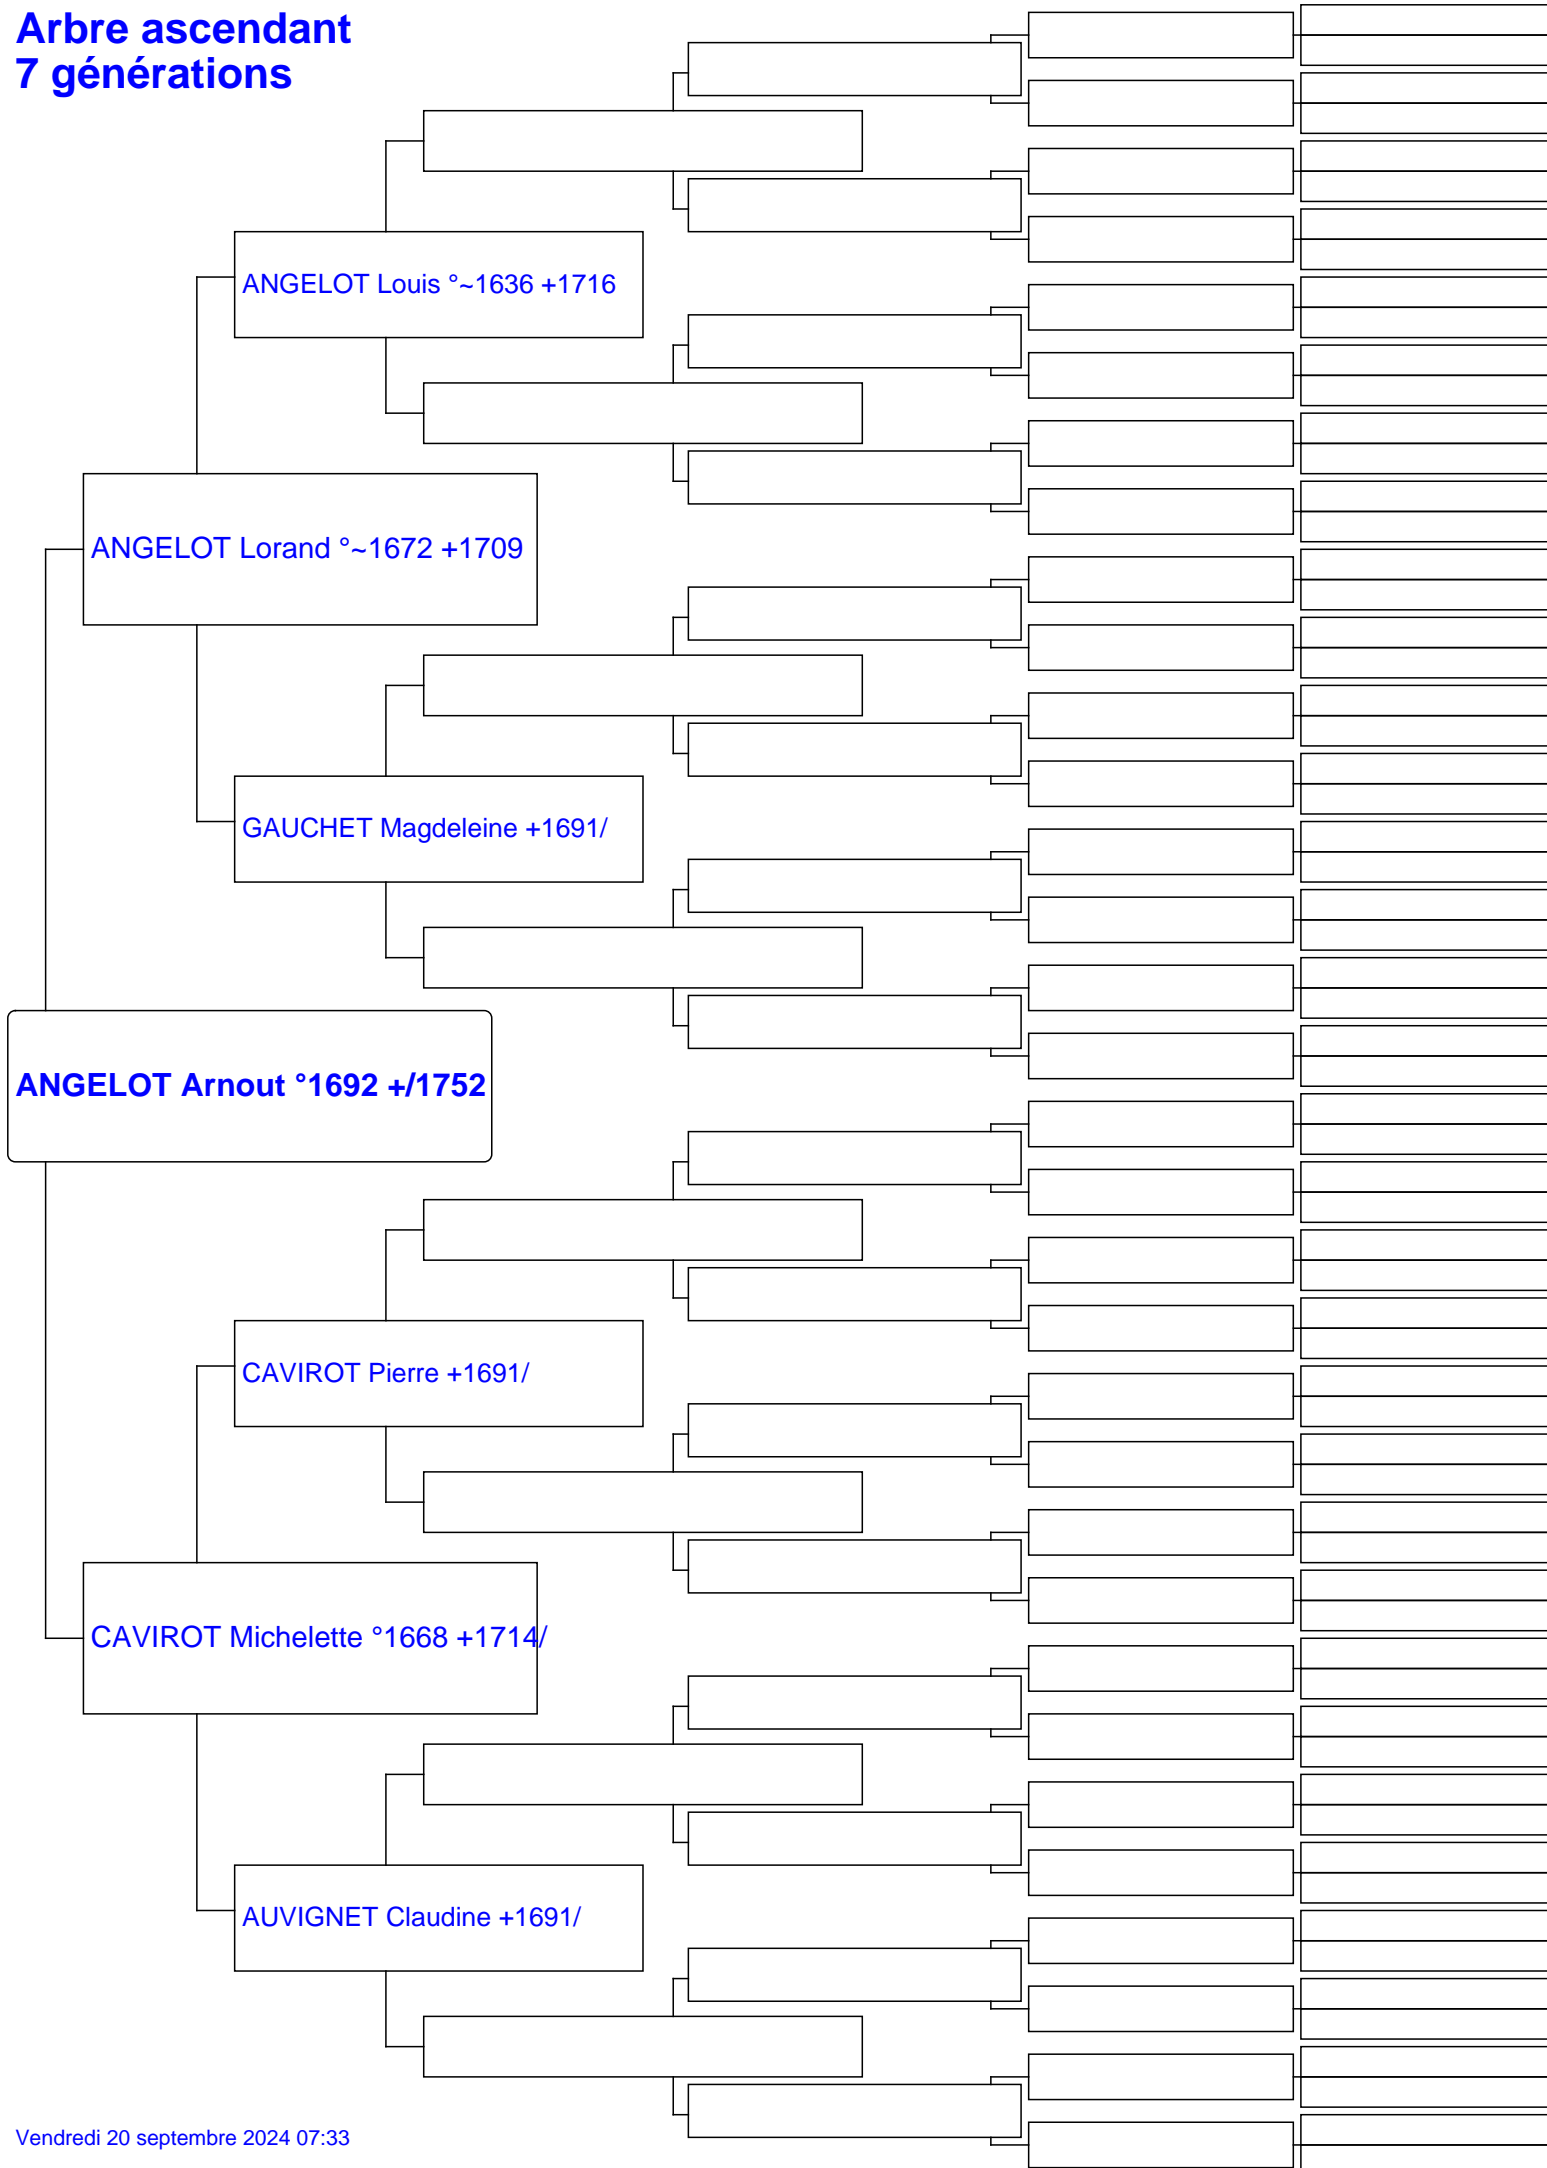 Arbre ascendant
7 générations
ANGELOT Louis °~1636 +1716
ANGELOT Lorand °~1672 +1709
GAUCHET Magdeleine +1691/
ANGELOT Arnout °1692 +/1752
CAVIROT Pierre +1691/
CAVIROT Michelette °1668 +1714/
AUVIGNET Claudine +1691/
Vendredi 20 septembre 2024 07:33